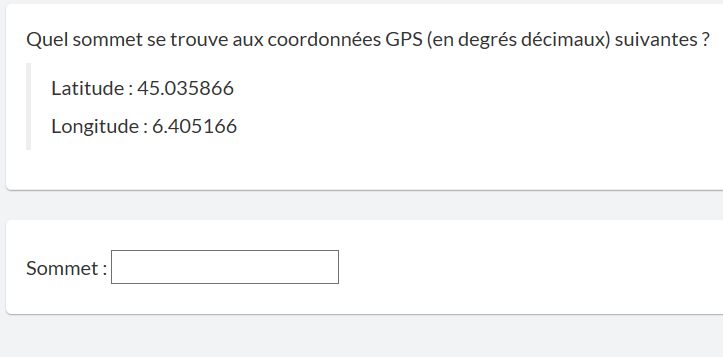 Quel sommet se trouve aux coordonnées GPS (en degrés décimaux) suivantes ?
Latitude : 45.035866
Longitude : 6.405166
Sommet :